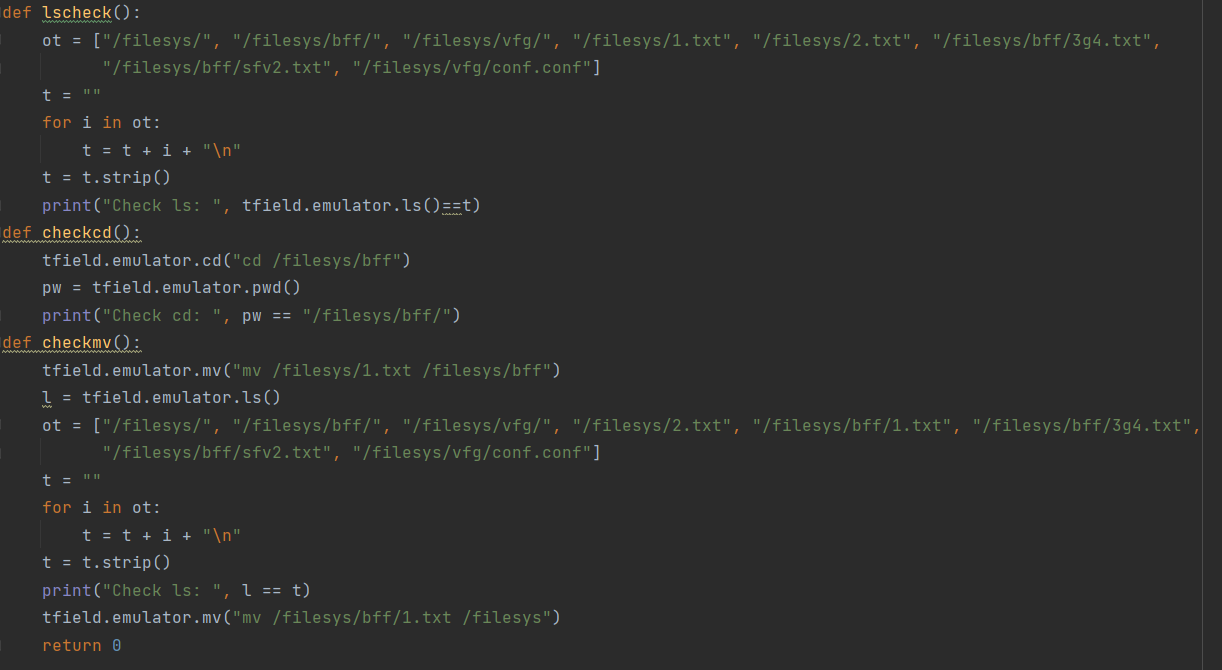 def lscheck():
    ot = ["/filesys/", "/filesys/bff/", "/filesys/vfg/", "/filesys/1.txt", "/filesys/2.txt", "/filesys/bff/3g4.txt",
          "/filesys/bff/sfv2.txt", "/filesys/vfg/conf.conf"]
    t = ""
    for i in ot:
        t = t + i + "\n"
    t = t.strip()
    print("Check ls: ", tfield.emulator.ls()==t)
def checkcd():
    tfield.emulator.cd("cd /filesys/bff")
    pw = tfield.emulator.pwd()
    print("Check cd: ", pw == "/filesys/bff/")
def checkmv():
    tfield.emulator.mv("mv /filesys/1.txt /filesys/bff")
    l = tfield.emulator.ls()
    ot = ["/filesys/", "/filesys/bff/", "/filesys/vfg/", "/filesys/2.txt", "/filesys/bff/1.txt", "/filesys/bff/3g4.txt",
          "/filesys/bff/sfv2.txt", "/filesys/vfg/conf.conf"]
    t = ""
    for i in ot:
        t = t + i + "\n"
    t = t.strip()
    print("Check ls: ", l == t)
    tfield.emulator.mv("mv /filesys/bff/1.txt /filesys")
    return 0